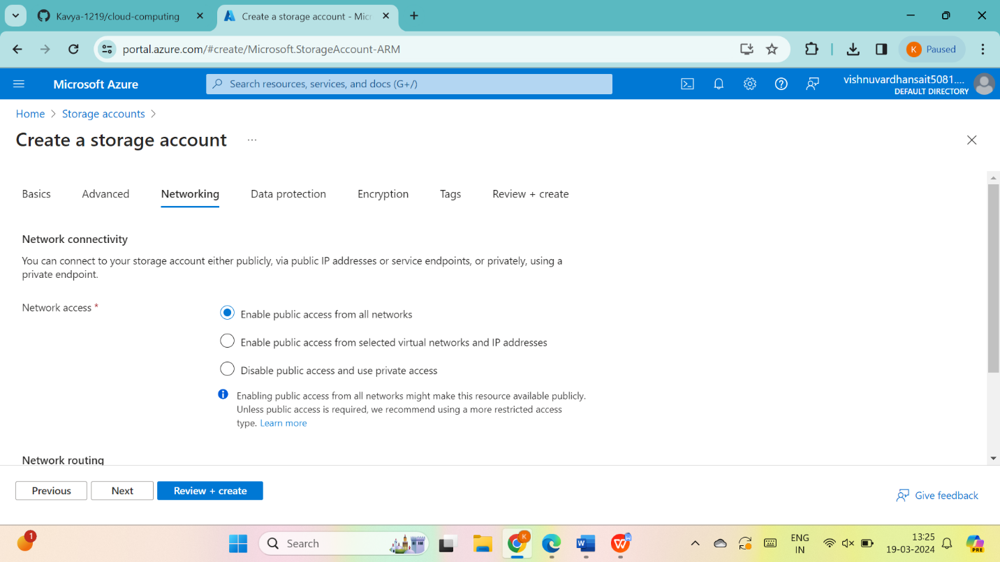 Kavya-1219/cloud-computing
Create a storage account - Micr
portal.azure.com/#create/Microsoft.StorageAccount-ARM
K Paused
Microsoft Azure
Search resources, services, and docs (G+/)
vishnuvardhansait5081....
DEFAULT DIRECTORY
Home > Storage accounts >
Create a storage account ...
Basics Advanced Networking Data protection Encryption Tags Review + create
Network connectivity
You can connect to your storage account either publicly, via public IP addresses or service endpoints, or privately, using a
private endpoint.
Network access *
Enable public access from all networks
Enable public access from selected virtual networks and IP addresses
Disable public access and use private access
Enabling public access from all networks might make this resource available publicly.
Unless public access is required, we recommend using a more restricted access
type. Learn more
Network routing
Previous Next Review + create
Give feedback
1
Search
K
W
W
ENG
IN
13:25
19-03-2024
PRE